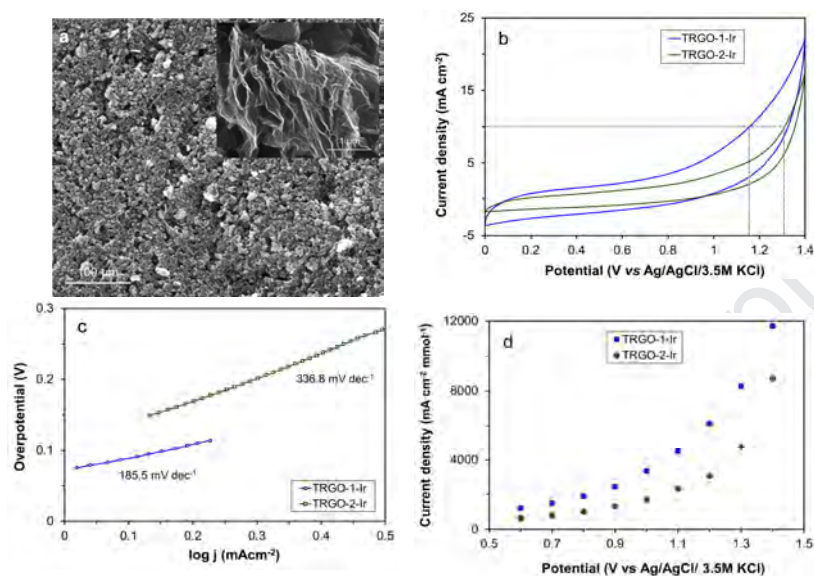 a
100 µm
1 µm
b
25
15
5
-5
Current density (mA cm⁻²)
TRGO-1-Ir
TRGO-2-Ir
0
0.2
0.4
0.6
0.8
1
1.2
1.4
Potential (V vs Ag/AgCl/3.5M KCl)
c
0.3
0.2
0.1
0
Overpotential (V)
336.8 mV dec⁻¹
185,5 mV dec⁻¹
TRGO-1-Ir
TRGO-2-Ir
0
0.1
0.2
0.3
0.4
0.5
log j (mAcm⁻²)
d
12000
8000
4000
0
Current density (mA cm⁻² mmol⁻¹)
TRGO-1-Ir
TRGO-2-Ir
0.5
0.7
0.9
1.1
1.3
1.5
Potential (V vs Ag/AgCl/ 3.5M KCl)